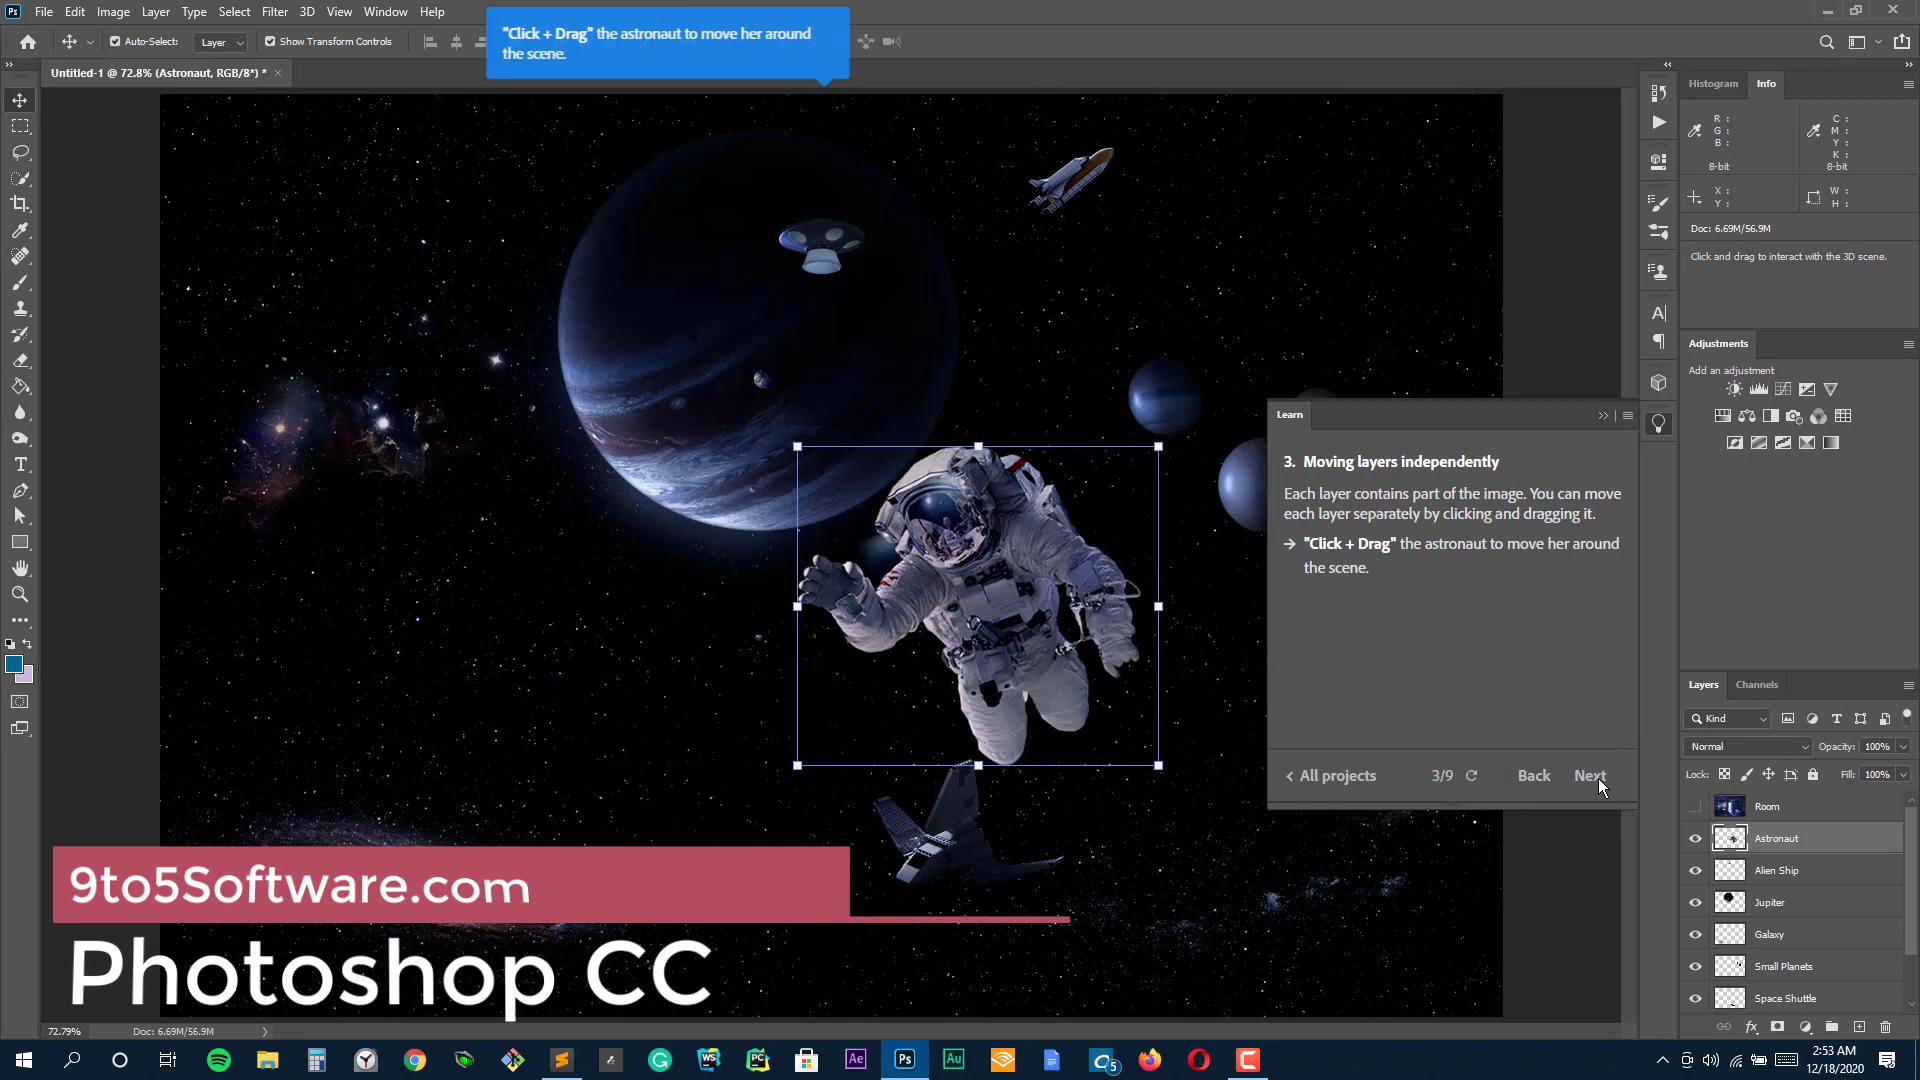 Ps File Edit Image Layer Type Select Filter 3D View Window Help
"Click + Drag" the astronaut to move her around
the scene.
Auto-Select: Layer Show Transform Controls
Untitled-1 @ 72.8% (Astronaut, RGB/8*) * ×
Histogram Info
R :
G :
B :
8-bit
C :
M :
Y :
K :
8-bit
X :
Y :
W :
H :
Doc: 6.69M/56.9M
Click and drag to interact with the 3D scene.
Adjustments
Add an adjustment
Learn
3. Moving layers independently
Each layer contains part of the image. You can move
each layer separately by clicking and dragging it.
"Click + Drag" the astronaut to move her around
the scene.
All projects 3/9 Back Next
Layers Channels
Kind
Normal Opacity: 100%
Lock: Fill: 100%
Room
Astronaut
Alien Ship
Jupiter
Galaxy
Small Planets
Space Shuttle
9to5Software.com
Photoshop CC
72.79% Doc: 6.69M/56.9M
WS PC Ae Ps Au 5
2:53 AM
12/18/2020